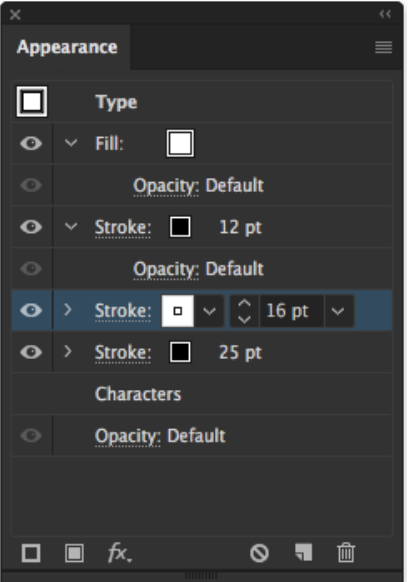 Appearance
Type
Fill:
Opacity: Default
Stroke: 12 pt
Opacity: Default
Stroke: 16 pt
Stroke: 25 pt
Characters
Opacity: Default
fx.